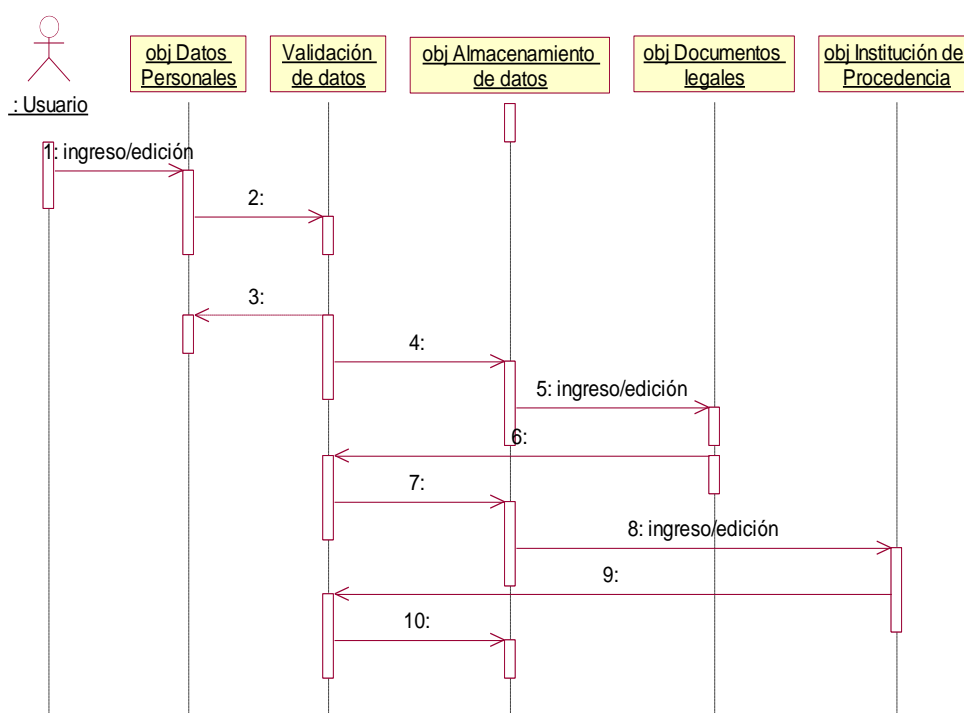 : Usuario
obj Datos
Personales
Validación
de datos
obj Almacenamiento
de datos
obj Documentos
legales
obj Institución de
Procedencia
1: ingreso/edición
2:
3:
4:
5: ingreso/edición
6:
7:
8: ingreso/edición
9:
10: